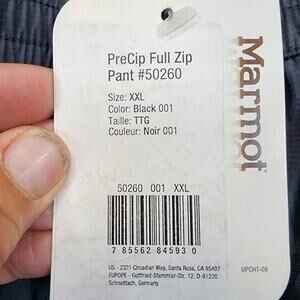 PreCip Full Zip
Pant #50260
Size: XXL
Color: Black 001
Taille: TTG
Couleur: Noir 001
50260 001 XXL
7 85562 84593 0
US - 2321 Circadian Way, Santa Rosa, CA 95407
EUROPE - Gottfried-Stammler-Str. 12, D-91220
Schnaittach, Germany
Marmot
UPCHT-08